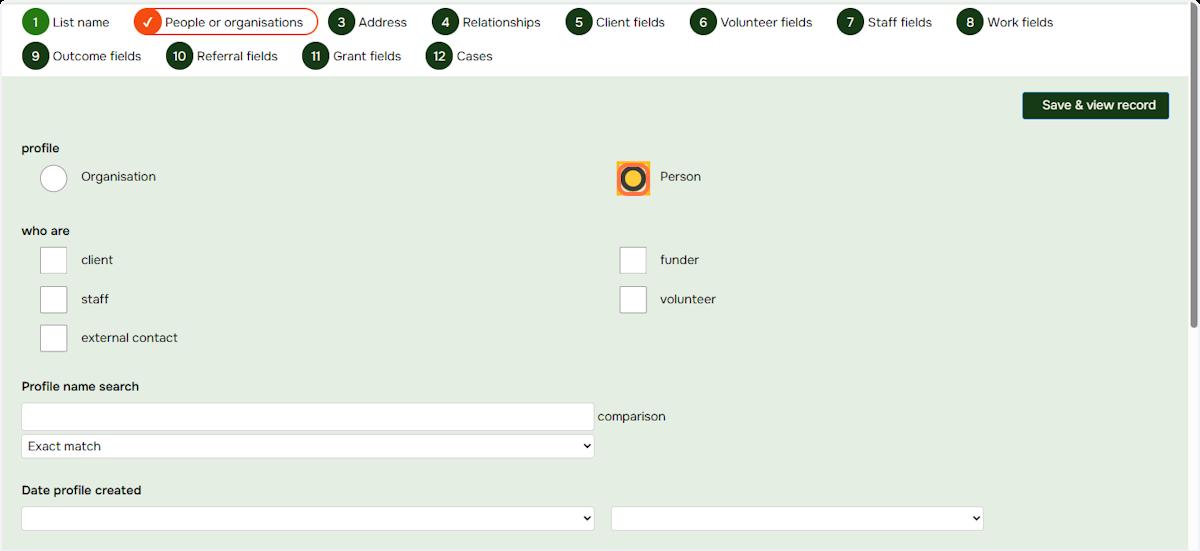 1 List name ✓ People or organisations 3 Address 4 Relationships 5 Client fields 6 Volunteer fields 7 Staff fields 8 Work fields
9 Outcome fields 10 Referral fields 11 Grant fields 12 Cases
Save & view record
profile
Organisation Person
who are
client funder
staff volunteer
external contact
Profile name search
comparison
Exact match
Date profile created